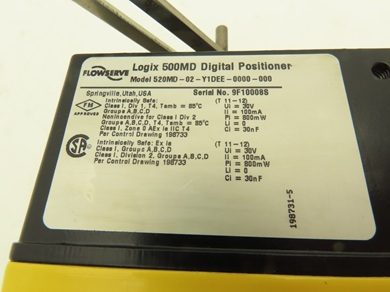 FLOWSERVE
Logix 500MD Digital Positioner
Model 520MD-02-Y1DEE-0000-000
Springville, Utah, USA
Serial No. 9F10008S
FM
APPROVED
Intrinsically Safe: (T 11-12)
Class I, Div 1, T4, Tamb = 85°C Ui = 30V
Groups A,B,C,D Ii = 100mA
Nonincendive for Class I Div 2 Pi = 800mW
Groups A,B,C,D, T4, Tamb = 85°C Li = 0
Class I, Zone 0 AEx ia IIC T4 Ci = 30nF
Per Control Drawing 198733
SA
Intrinsically Safe: Ex ia (T 11-12)
Class I, Groups A,B,C,D Ui = 30V
Class I, Division 2, Groups A,B,C,D Ii = 100mA
Per Control Drawing 198733 Pi = 800mW
Li = 0
Ci = 30nF
198731-5